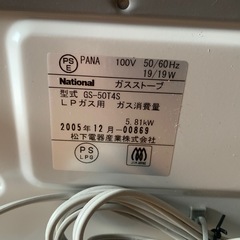 PS E PANA 100V 50/60Hz
19/19W
National ガスストーブ
型式 GS-50T4S
LPガス用 ガス消費量
5.81kW
2005年12月-00869
松下電器産業株式会社
PS LPG